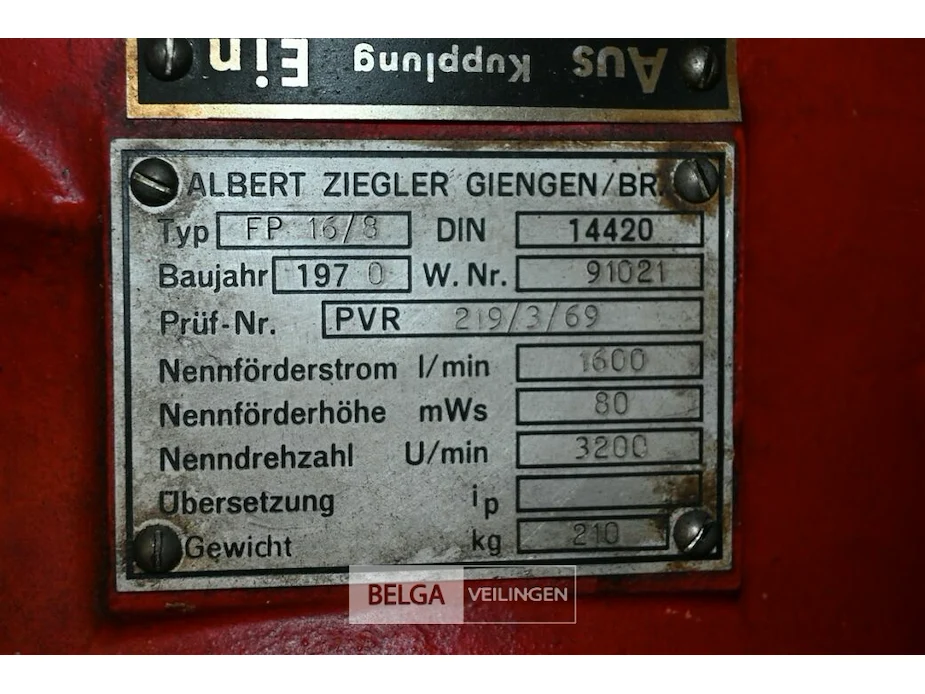 Aus Kupplung Ein
ALBERT ZIEGLER GIENGEN/BR.
Typ FP 16/8 DIN 14420
Baujahr 197 0 W. Nr. 91021
Prüf-Nr. PVR 219/3/69
Nennförderstrom l/min 1600
Nennförderhöhe mWs 80
Nenndrehzahl U/min 3200
Übersetzung ip
Gewicht kg 210
BELGA VEILINGEN